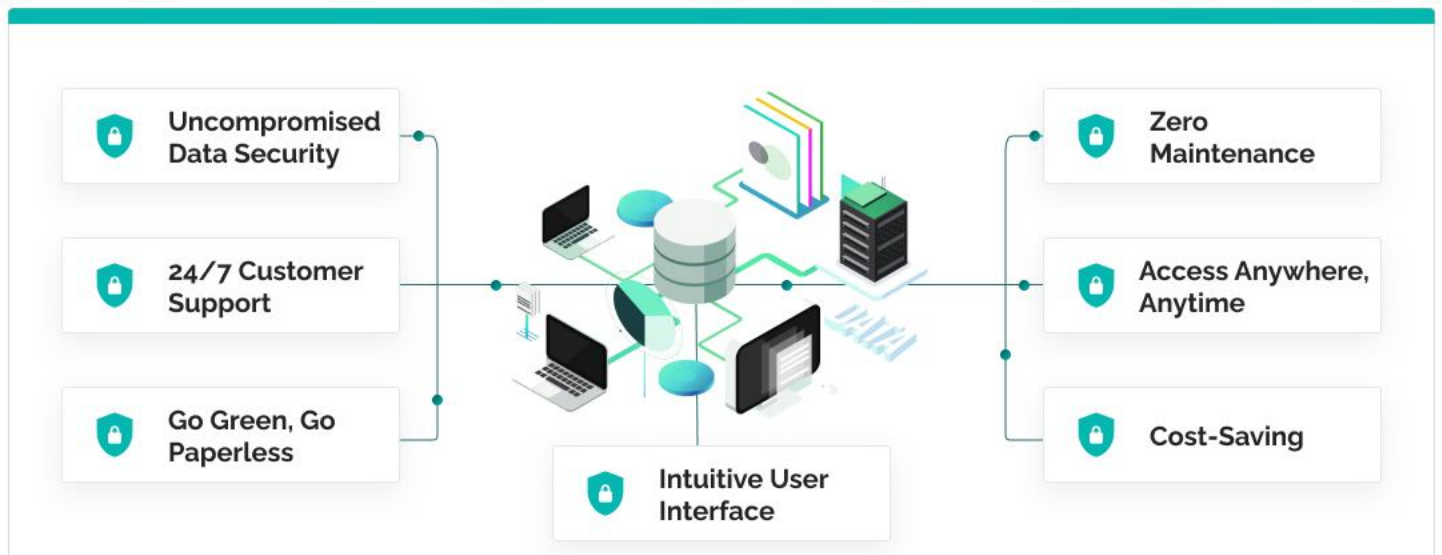 Uncompromised
Data Security
24/7 Customer
Support
Go Green, Go
Paperless
DATA
Intuitive User
Interface
Zero
Maintenance
Access Anywhere,
Anytime
Cost-Saving